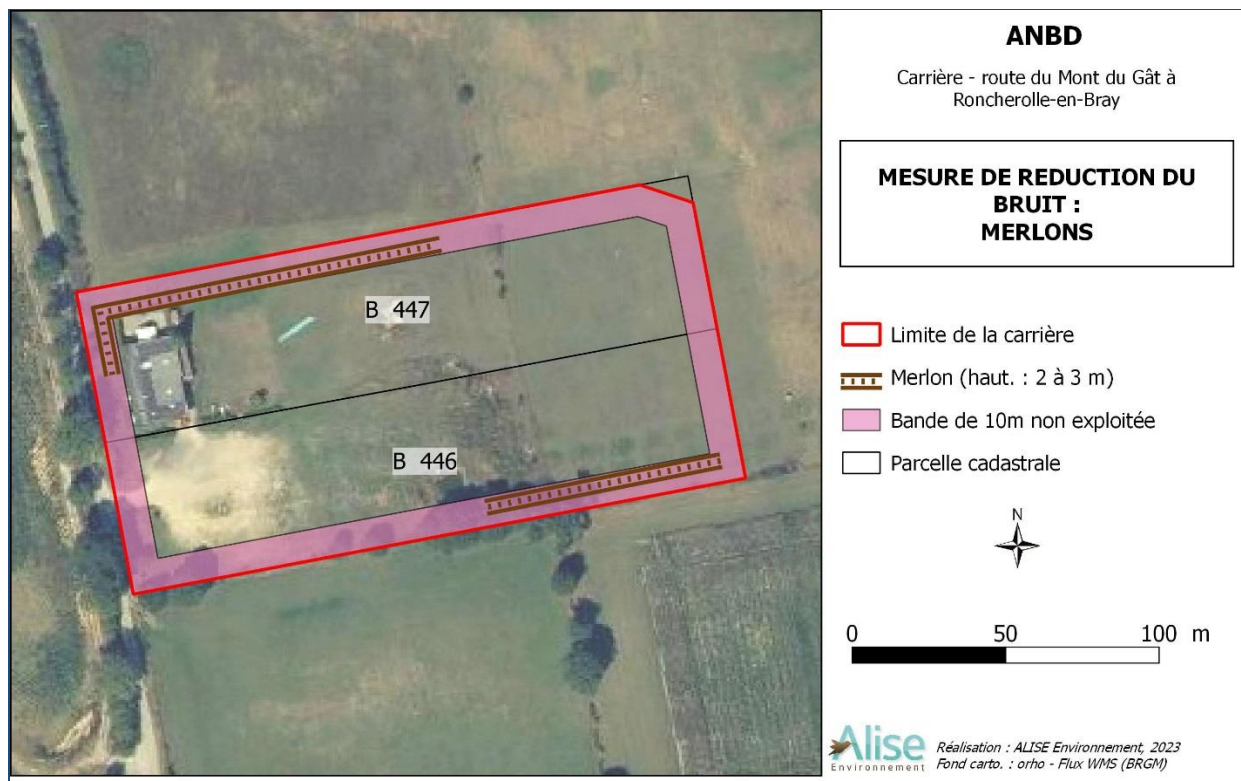 ANBD
Carrière - route du Mont du Gât à
Roncherolle-en-Bray
MESURE DE REDUCTION DU
BRUIT :
MERLONS
B 447
B 446
Limite de la carrière
Merlon (haut. : 2 à 3 m)
Bande de 10m non exploitée
Parcelle cadastrale
N
0 50 100 m
Alise
Environnement
Réalisation : ALISE Environnement, 2023
Fond carto. : orho - Flux WMS (BRGM)